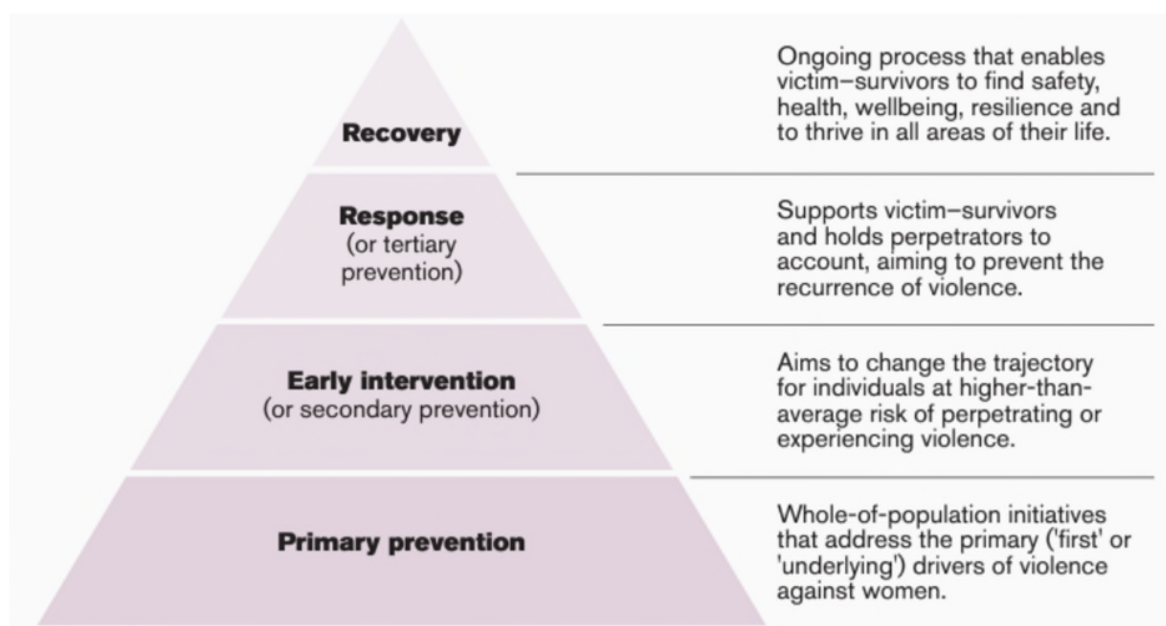 Recovery
Ongoing process that enables
victim–survivors to find safety,
health, wellbeing, resilience and
to thrive in all areas of their life.
Response
(or tertiary
prevention)
Supports victim–survivors
and holds perpetrators to
account, aiming to prevent the
recurrence of violence.
Early intervention
(or secondary prevention)
Aims to change the trajectory
for individuals at higher-than-
average risk of perpetrating or
experiencing violence.
Primary prevention
Whole-of-population initiatives
that address the primary ('first' or
'underlying') drivers of violence
against women.